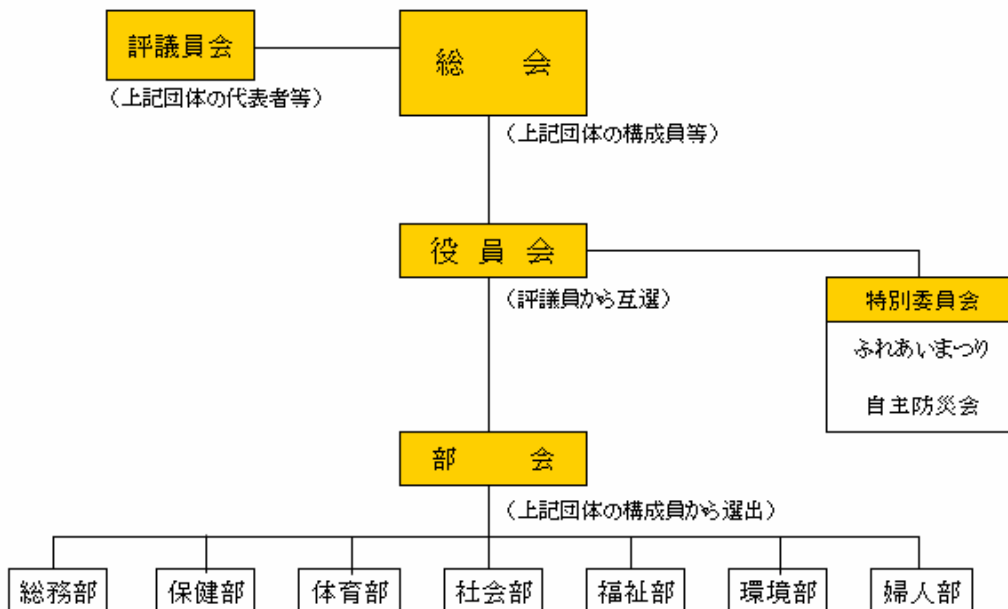 評議員会
総会
（上記団体の代表者等）
（上記団体の構成員等）
役員会
（評議員から互選）
特別委員会
ふれあいまつり
自主防災会
部会
（上記団体の構成員から選出）
総務部
保健部
体育部
社会部
福祉部
環境部
婦人部